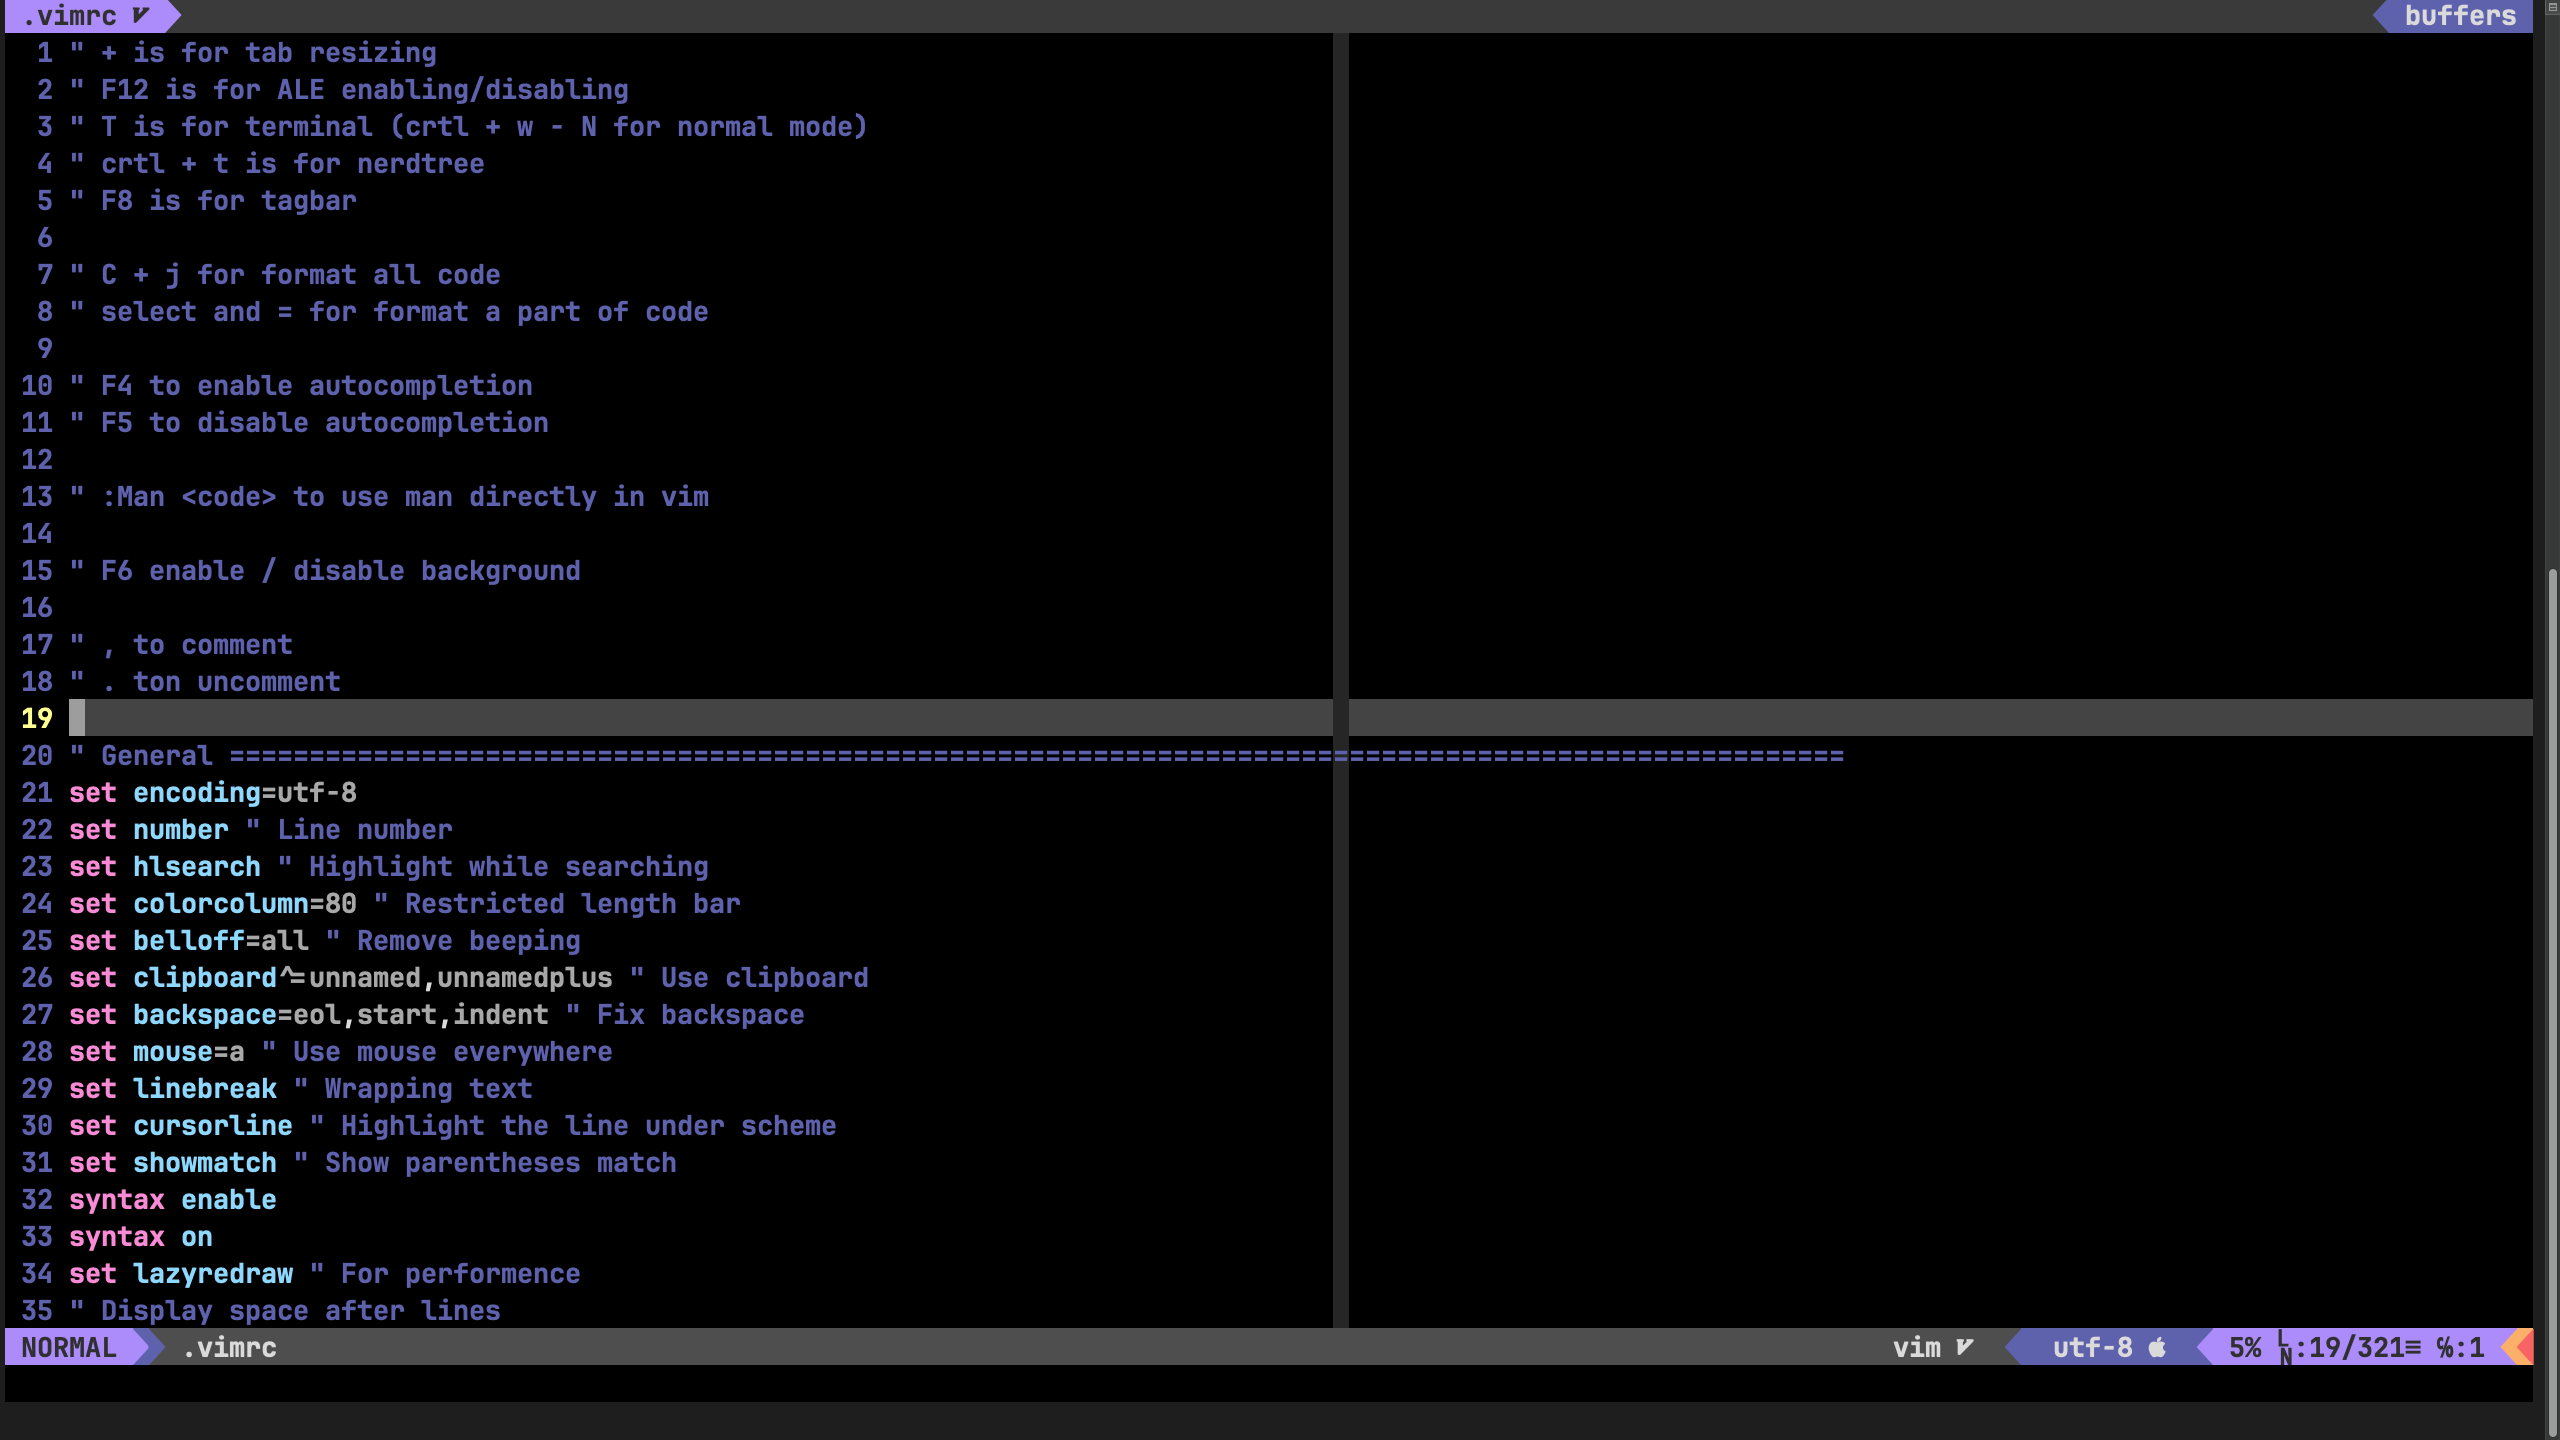 .vimrc buffers
1 " + is for tab resizing
2 " F12 is for ALE enabling/disabling
3 " T is for terminal (crtl + w - N for normal mode)
4 " crtl + t is for nerdtree
5 " F8 is for tagbar
6
7 " C + j for format all code
8 " select and = for format a part of code
9
10 " F4 to enable autocompletion
11 " F5 to disable autocompletion
12
13 " :Man <code> to use man directly in vim
14
15 " F6 enable / disable background
16
17 " , to comment
18 " . ton uncomment
19
20 " General =====================================================================================================
21 set encoding=utf-8
22 set number " Line number
23 set hlsearch " Highlight while searching
24 set colorcolumn=80 " Restricted length bar
25 set belloff=all " Remove beeping
26 set clipboard^=unnamed,unnamedplus " Use clipboard
27 set backspace=eol,start,indent " Fix backspace
28 set mouse=a " Use mouse everywhere
29 set linebreak " Wrapping text
30 set cursorline " Highlight the line under scheme
31 set showmatch " Show parentheses match
32 syntax enable
33 syntax on
34 set lazyredraw " For performence
35 " Display space after lines
NORMAL .vimrc vim utf-8 5% LN:19/321≡ ℅:1